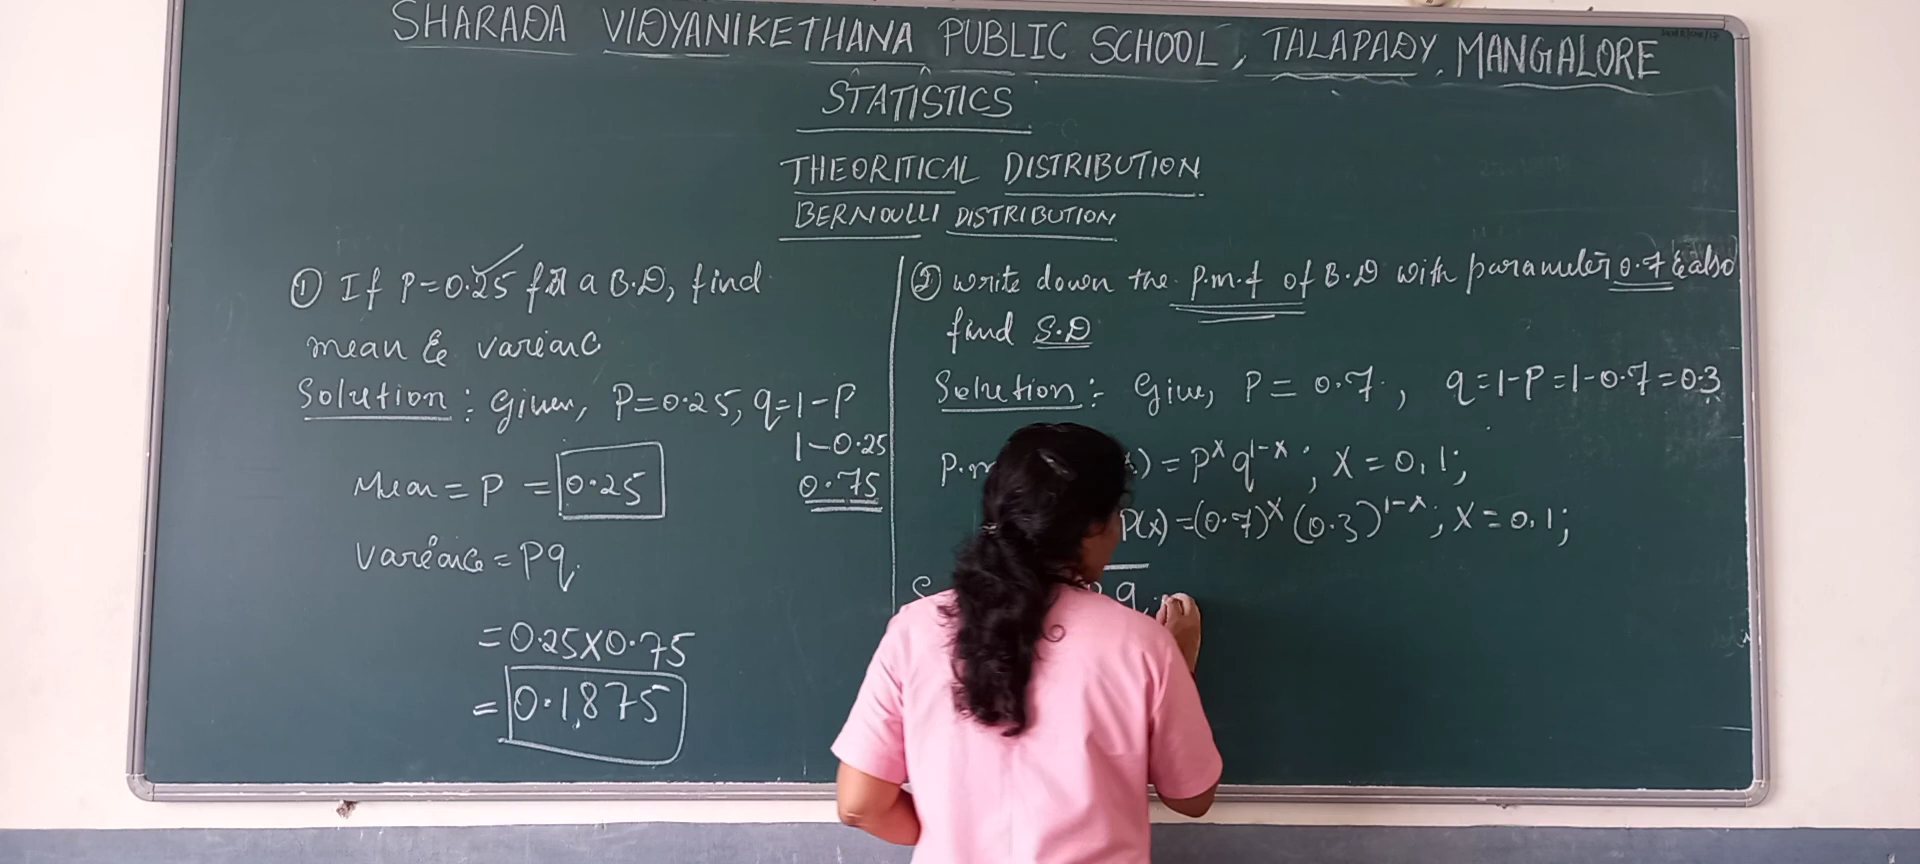 SHARADA VIDYANIKETHANA PUBLIC SCHOOL, TALAPADY, MANGALORE
STATISTICS
THEORITICAL DISTRIBUTION
BERNOULLI DISTRIBUTION
① If P=0.25 for a B.D, find
mean & varianc
Solution: Given, P=0.25, q=1-P
1-0.25
0.75
Mean = P = 0.25
Variance = Pq
=0.25X0.75
= 0.1875
② write down the p.m.f of B.D with parameter 0.7 & also
find S.D
Solution:- Give, P = 0.7, q=1-P=1-0.7=0.3
P.m ) = P^x q^1-x ; X = 0,1;
P(x) = (0.7)^x (0.3)^1-x ; X = 0,1;
S q